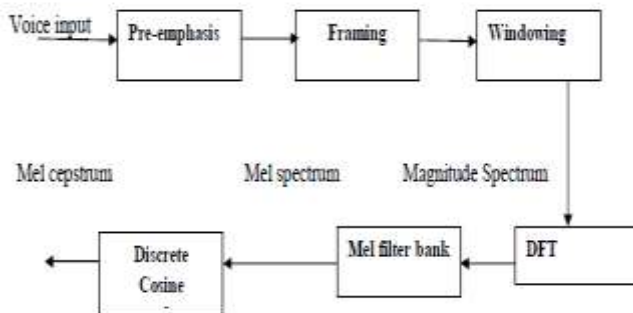 Voice input
Pre-emphasis
Framing
Windowing
Mel cepstrum
Mel spectrum
Magnitude Spectrum
Discrete
Cosine
Mel filter bank
DFT